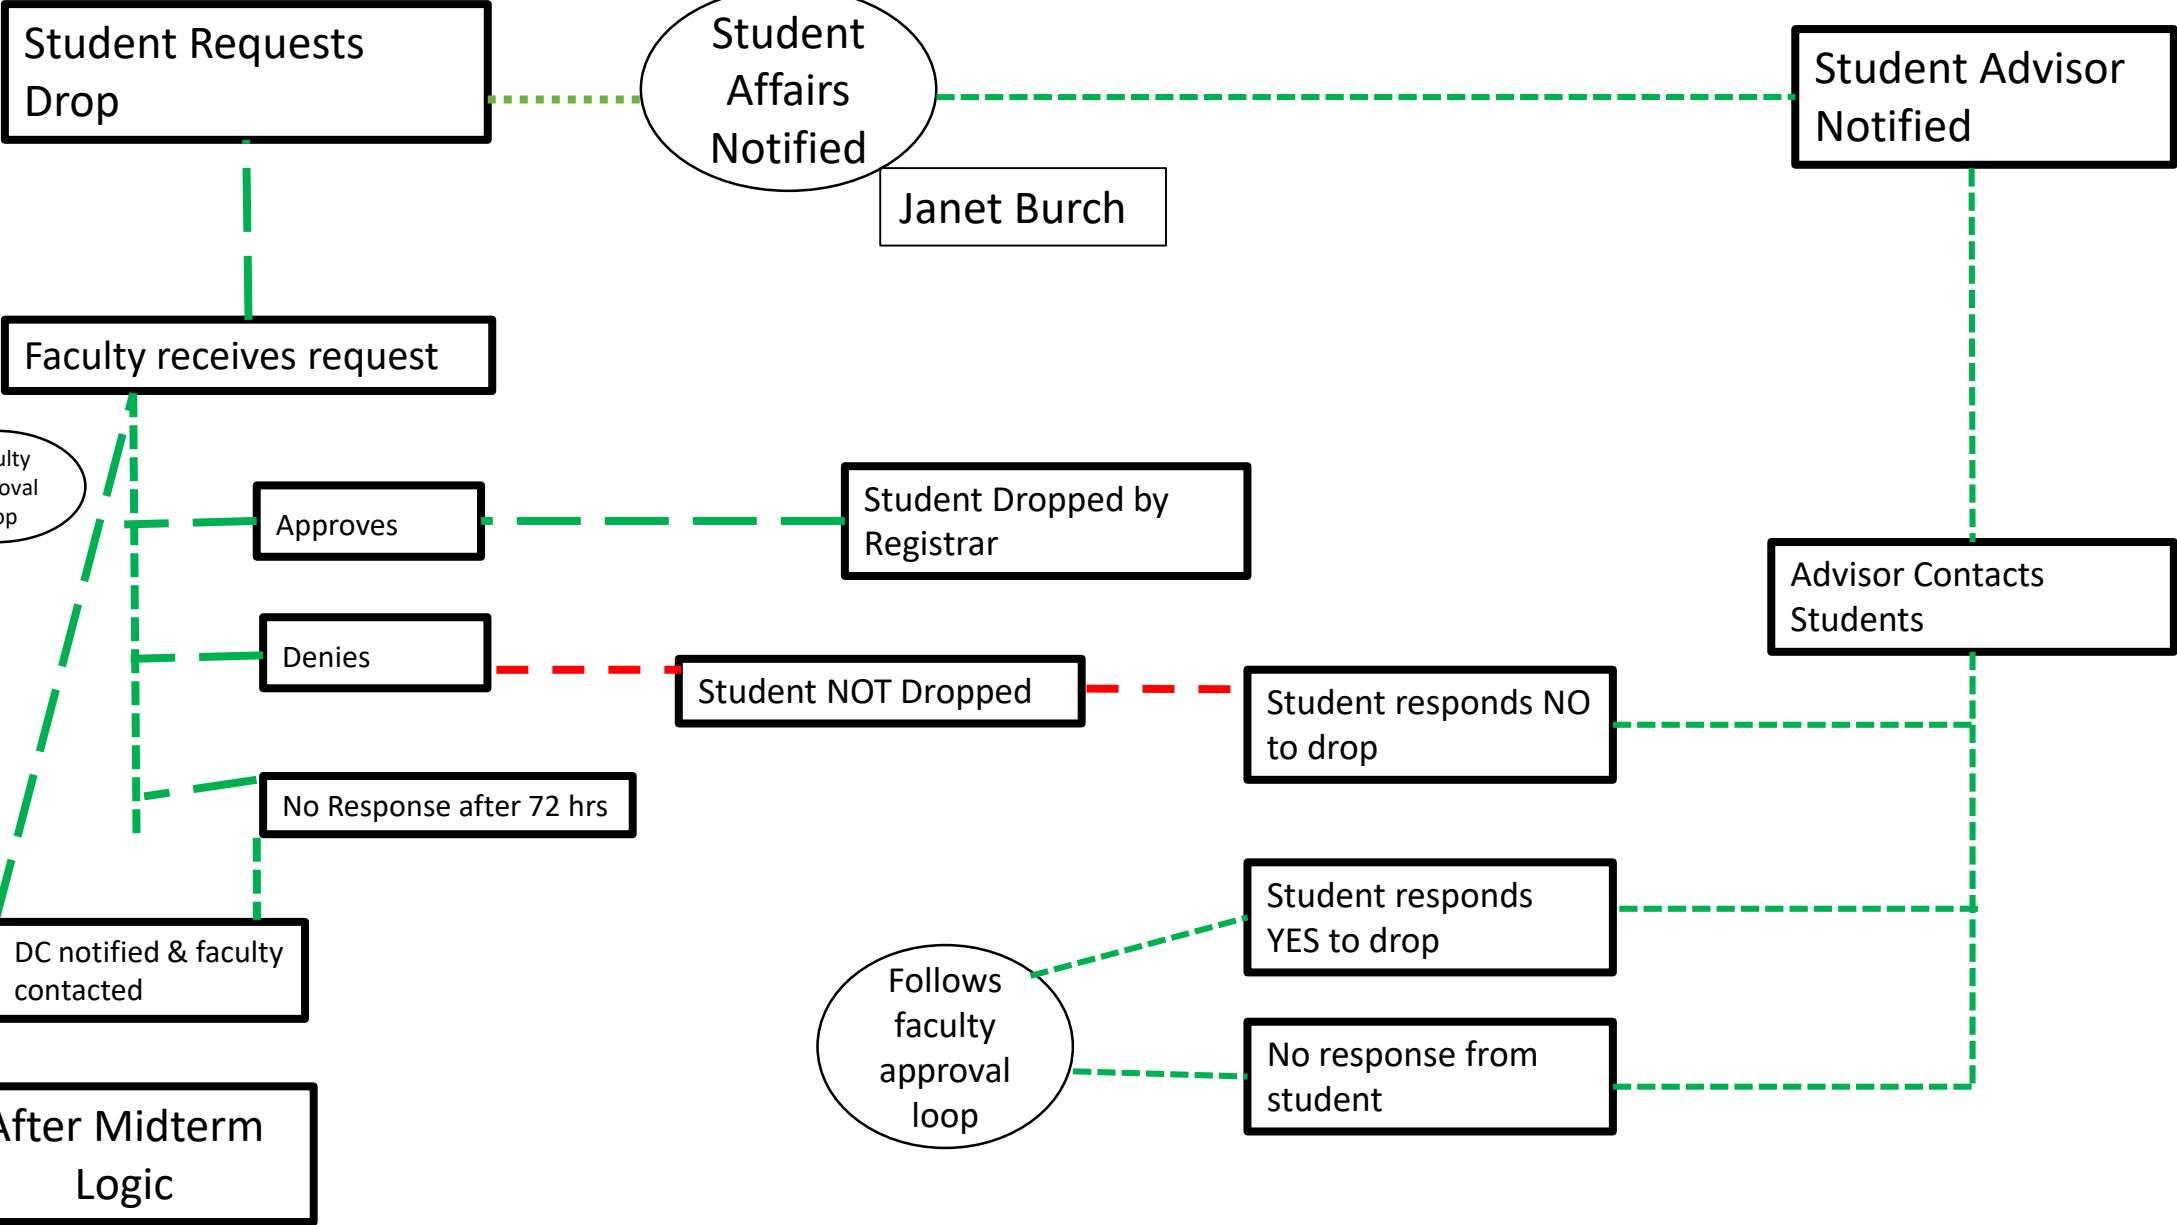 Student Requests
Drop
Student
Affairs
Notified
Janet Burch
Student Advisor
Notified
Faculty receives request
Approves
Student Dropped by
Registrar
Advisor Contacts
Students
Denies
Student NOT Dropped
Student responds NO
to drop
No Response after 72 hrs
Student responds
YES to drop
DC notified & faculty
contacted
Follows
faculty
approval
loop
No response from
student
After Midterm
Logic